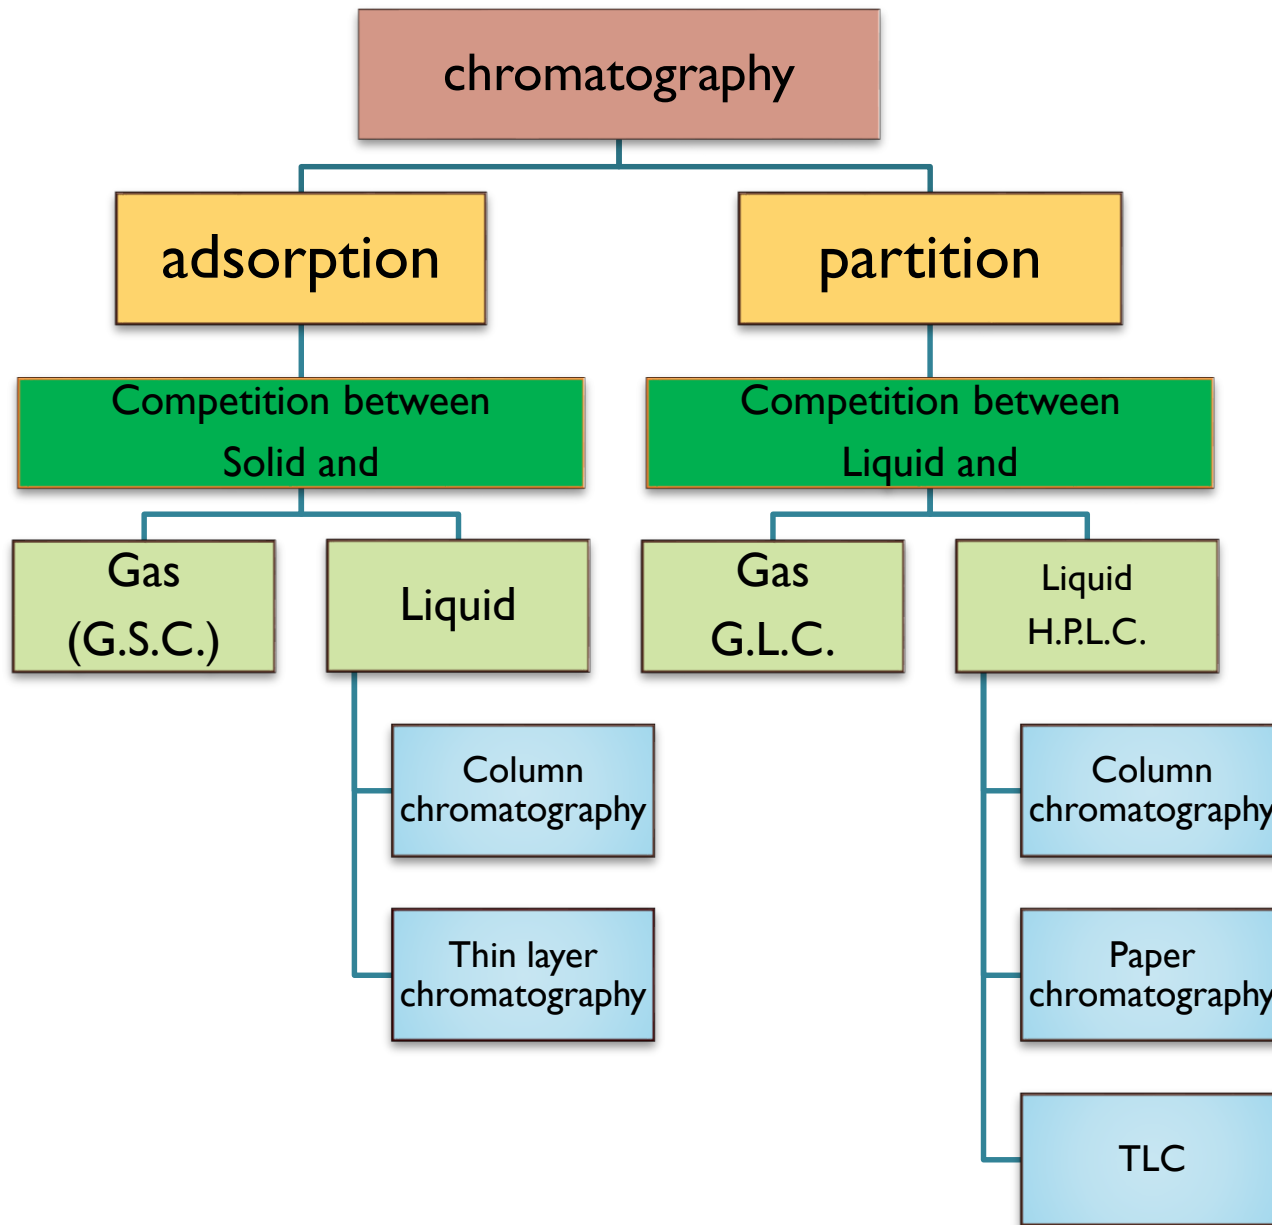 chromatography
adsorption
partition
Competition between
Solid and
Competition between
Liquid and
Gas
(G.S.C.)
Liquid
Gas
G.L.C.
Liquid
H.P.L.C.
Column
chromatography
Thin layer
chromatography
Column
chromatography
Paper
chromatography
TLC